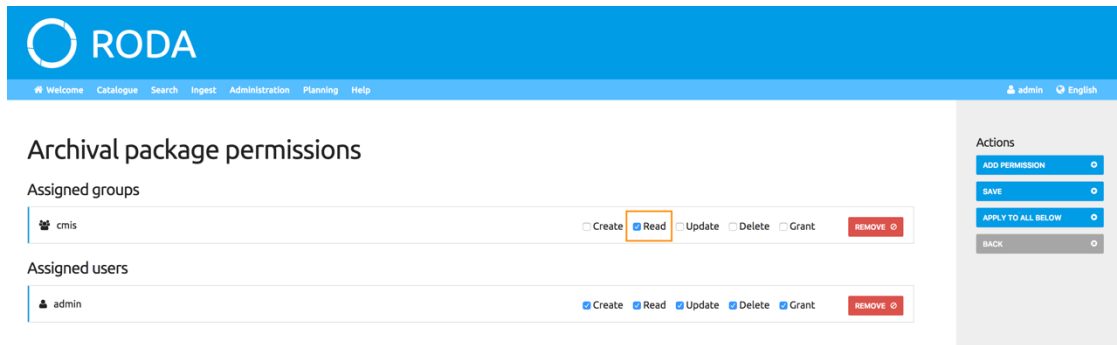 RODA
Welcome Catalogue Search Ingest Administration Planning Help admin English
Archival package permissions
Assigned groups
cmis Create Read Update Delete Grant REMOVE
Assigned users
admin Create Read Update Delete Grant REMOVE
Actions
ADD PERMISSION
SAVE
APPLY TO ALL BELOW
BACK